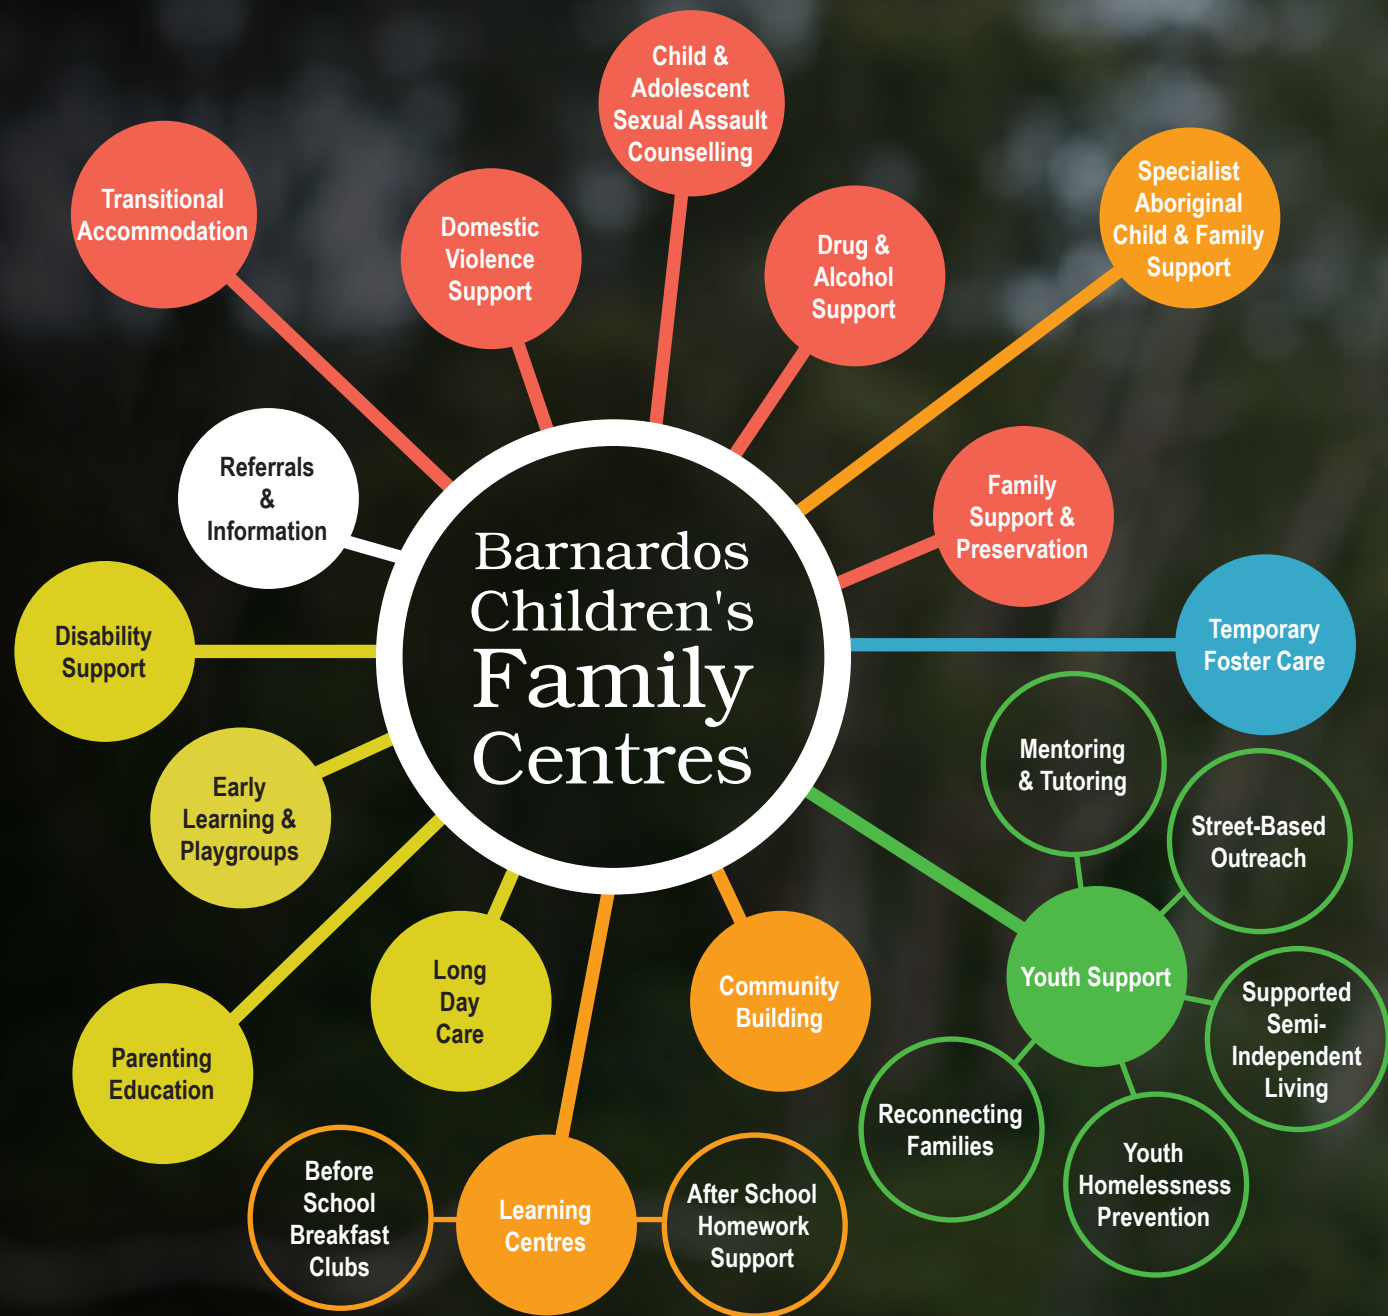 Child &
Adolescent
Sexual Assault
Counselling
Transitional
Accommodation
Domestic
Violence
Support
Drug &
Alcohol
Support
Specialist
Aboriginal
Child & Family
Support
Referrals
&
Information
Family
Support &
Preservation
Barnardos
Children's
Family
Centres
Disability
Support
Temporary
Foster Care
Early
Learning &
Playgroups
Mentoring
& Tutoring
Street-Based
Outreach
Long
Day
Care
Community
Building
Youth Support
Supported
Semi-
Independent
Living
Parenting
Education
Reconnecting
Families
Youth
Homelessness
Prevention
Before
School
Breakfast
Clubs
Learning
Centres
After School
Homework
Support